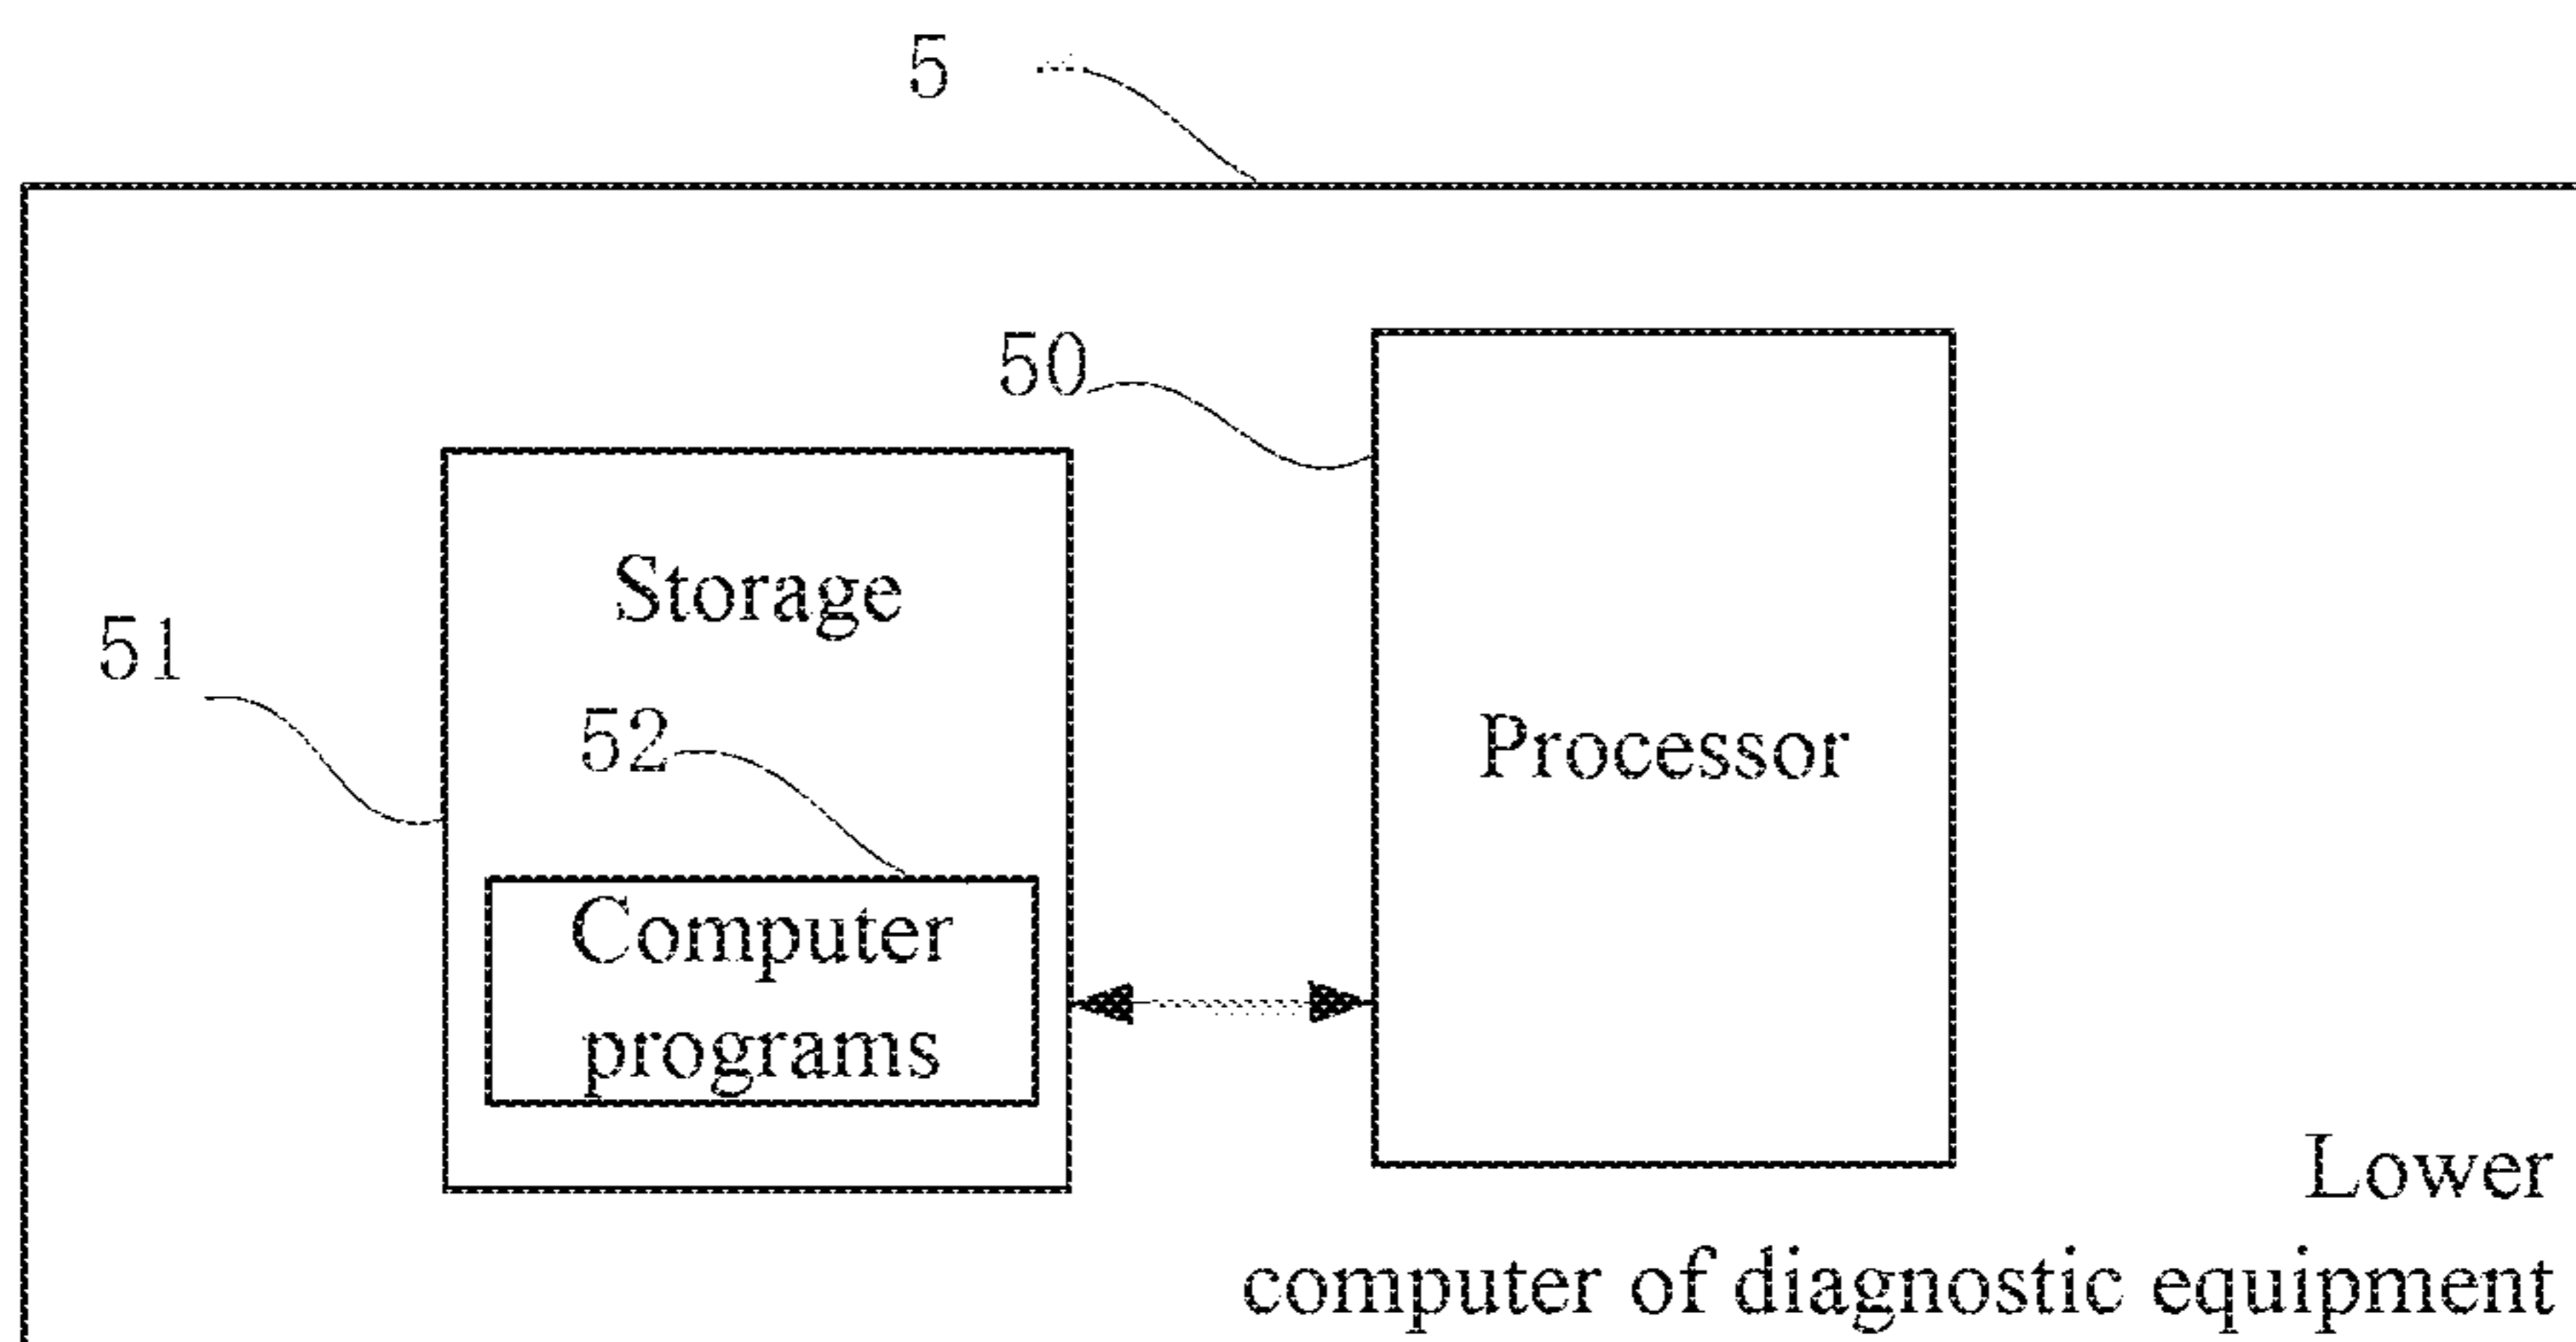 5
50
Storage
51
52
Processor
Computer
programs
Lower
computer of diagnostic equipment